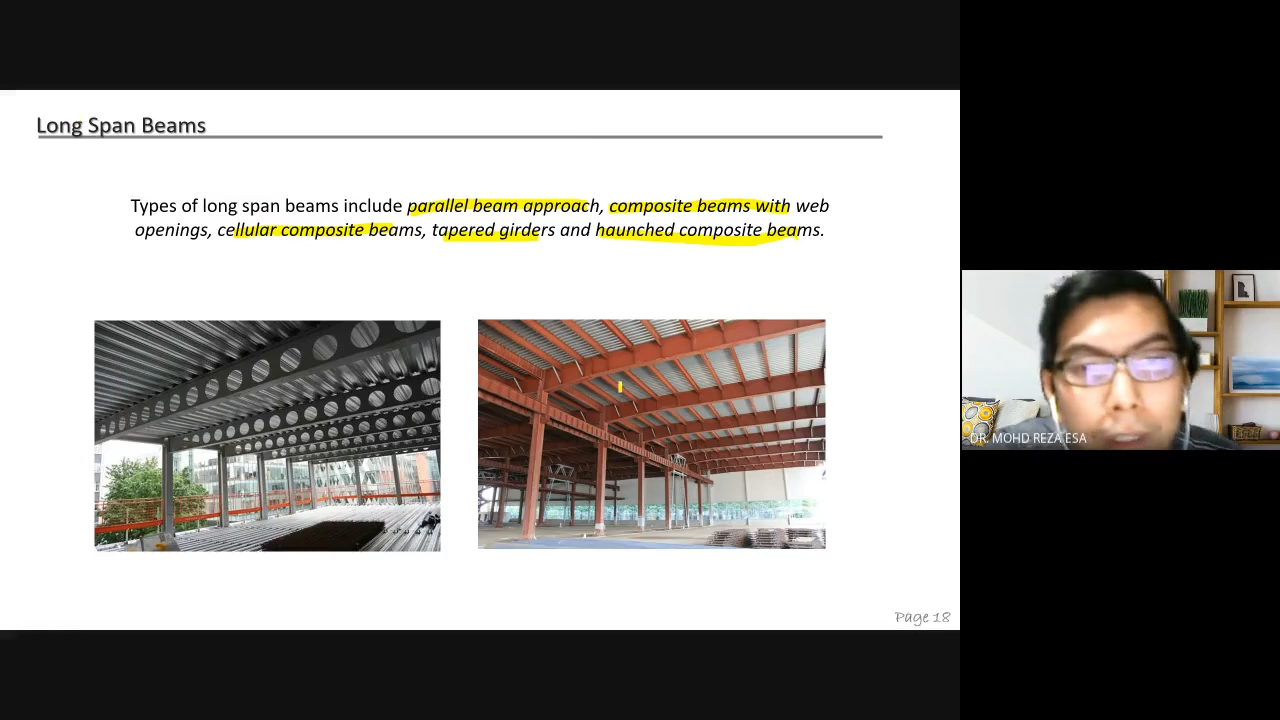 Long Span Beams
Types of long span beams include parallel beam approach, composite beams with web
openings, cellular composite beams, tapered girders and haunched composite beams.
DR. MOHD REZA ESA
Page 18